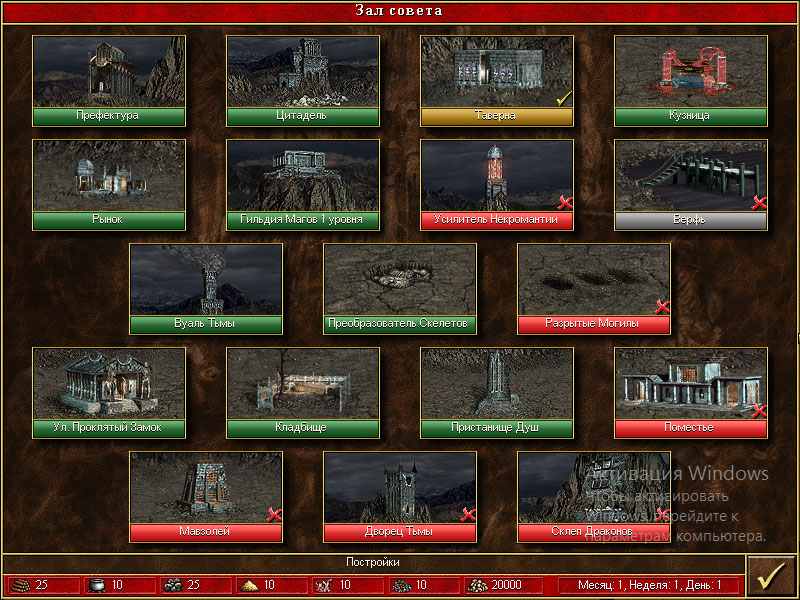 Зал совета
Префектура
Цитадель
Таверна
Кузница
Рынок
Гильдия Магов 1 уровня
Усилитель Некромантии
Верфь
Вуаль Тьмы
Преобразователь Скелетов
Разрытые Могилы
Ул. Проклятый Замок
Кладбище
Пристанище Душ
Поместье
Мавзолей
Дворец Тьмы
Склеп Драконов
Активация Windows
Чтобы активировать
Windows, перейдите к
параметрам компьютера.
Постройки
25
10
25
10
10
10
20000
Месяц: 1, Неделя: 1, День: 1